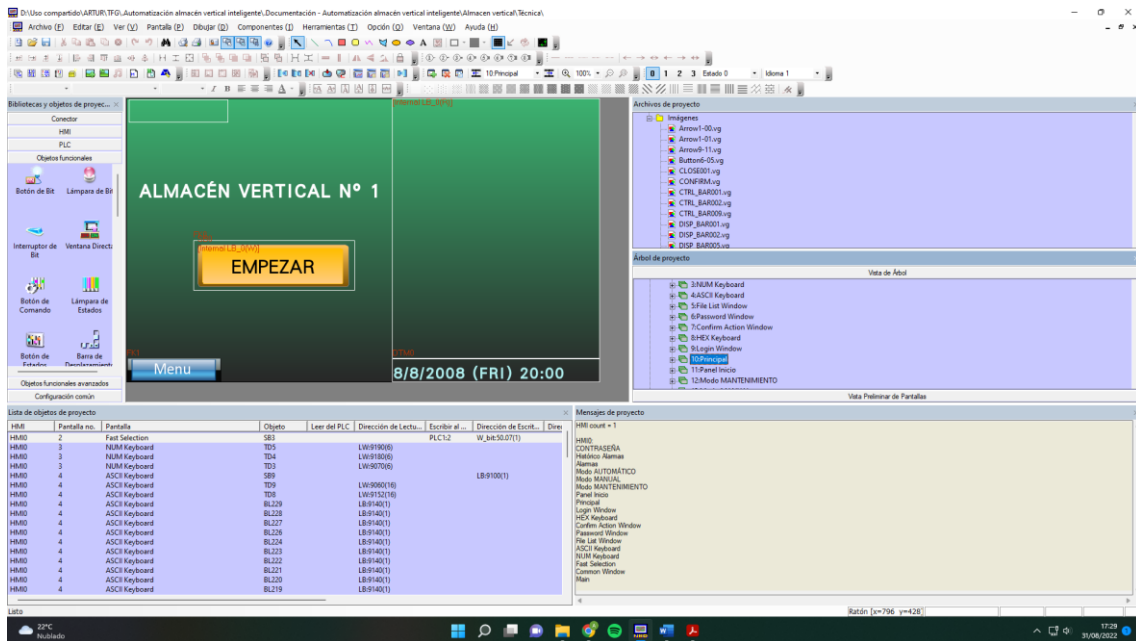 D:\Uso compartido\ARTUR\TFG\.Automatización almacén vertical inteligente\.Documentación - Automatización almacén vertical inteligente\Almacen vertical\Técnica\
Archivo (F) Editar (E) Ver (V) Pantalla (P) Dibujar (D) Componentes (I) Herramientas (T) Opción (O) Ventana (W) Ayuda (H)
10:Principal 100% 0 1 2 3 Estado 0 Idioma 1
Bibliotecas y objetos de proyec...
Conector
HMI
PLC
Objetos funcionales
Botón de Bit Lámpara de Bit
Interruptor de Bit Ventana Directa
Botón de Comando Lámpara de Estados
Botón de Estados Barra de Desplazamiento
Objetos funcionales avanzados
Configuración común
ALMACÉN VERTICAL Nº 1
[Internal LB_0(W)]
EMPEZAR
Menu
8/8/2008 (FRI) 20:00
Archivos de proyecto
Imágenes
Arrow1-00.vg
Arrow1-01.vg
Arrow9-11.vg
Button6-05.vg
CLOSE001.vg
CONFIRM.vg
CTRL_BAR001.vg
CTRL_BAR002.vg
CTRL_BAR009.vg
DISP_BAR001.vg
DISP_BAR002.vg
DISP_BAR005.vg
Árbol de proyecto
Vista de Árbol
3:NUM Keyboard
4:ASCII Keyboard
5:File List Window
6:Password Window
7:Confirm Action Window
8:HEX Keyboard
9:Login Window
10:Principal
11:Panel Inicio
12:Modo MANTENIMIENTO
Vista Preliminar de Pantallas
Lista de objetos de proyecto
HMI Pantalla no. Pantalla Objeto Leer del PLC Dirección de Lectu... Escribir al ... Dirección de Escrit... Direc
HMI0 2 Fast Selection SB3 PLC1:2 W_bit:50.07(1)
HMI0 3 NUM Keyboard TD5 LW:9190(6)
HMI0 3 NUM Keyboard TD4 LW:9180(6)
HMI0 3 NUM Keyboard TD3 LW:9070(6)
HMI0 4 ASCII Keyboard SB9 LB:9100(1)
HMI0 4 ASCII Keyboard TD9 LW:9060(16)
HMI0 4 ASCII Keyboard TD8 LW:9152(16)
HMI0 4 ASCII Keyboard BL229 LB:9140(1)
HMI0 4 ASCII Keyboard BL228 LB:9140(1)
HMI0 4 ASCII Keyboard BL227 LB:9140(1)
HMI0 4 ASCII Keyboard BL226 LB:9140(1)
HMI0 4 ASCII Keyboard BL224 LB:9140(1)
HMI0 4 ASCII Keyboard BL223 LB:9140(1)
HMI0 4 ASCII Keyboard BL222 LB:9140(1)
HMI0 4 ASCII Keyboard BL221 LB:9140(1)
HMI0 4 ASCII Keyboard BL220 LB:9140(1)
HMI0 4 ASCII Keyboard BL219 LB:9140(1)
Mensajes de proyecto
HMI count = 1
HMI0:
CONTRASEÑA
Histórico Alarmas
Alarmas
Modo AUTOMÁTICO
Modo MANUAL
Modo MANTENIMIENTO
Panel Inicio
Principal
Login Window
HEX Keyboard
Confirm Action Window
Password Window
File List Window
ASCII Keyboard
NUM Keyboard
Fast Selection
Common Window
Main
Listo
Ratón [x=796 y=428]
22°C
Nublado
17:29
31/08/2022